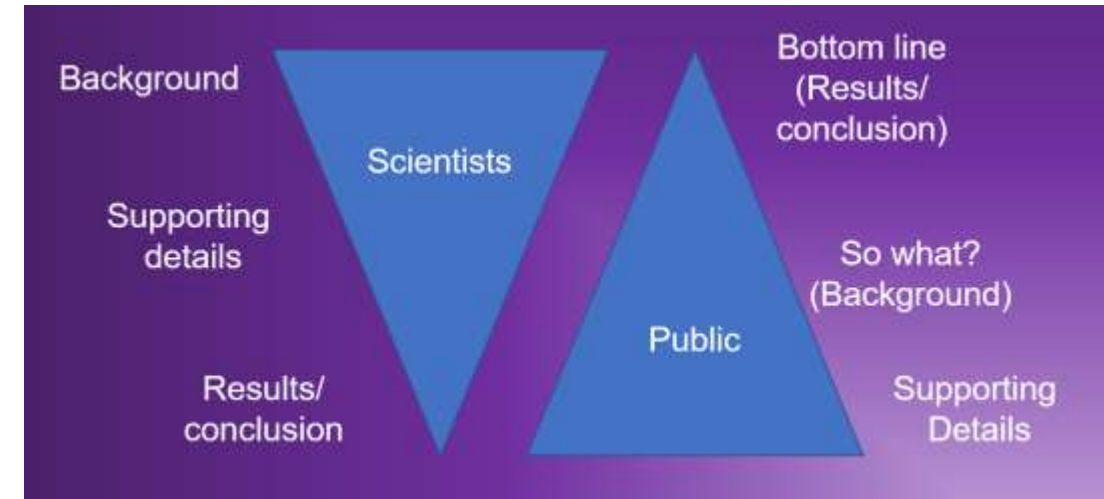 Background
Scientists
Supporting
details
Results/
conclusion
Bottom line
(Results/
conclusion)
So what?
(Background)
Public
Supporting
Details